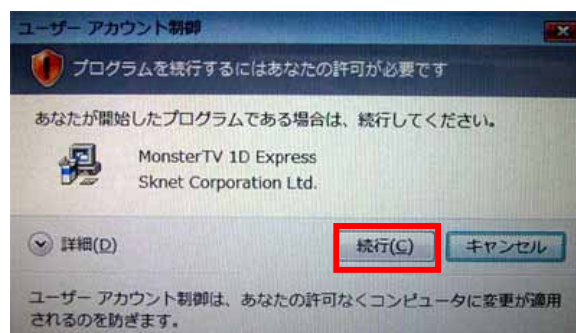 ユーザー アカウント制御
プログラムを続行するにはあなたの許可が必要です
あなたが開始したプログラムである場合は、続行してください。
MonsterTV 1D Express
Sknet Corporation Ltd.
詳細(D)
続行(C)
キャンセル
ユーザー アカウント制御は、あなたの許可なくコンピュータに変更が適用
されるのを防ぎます。